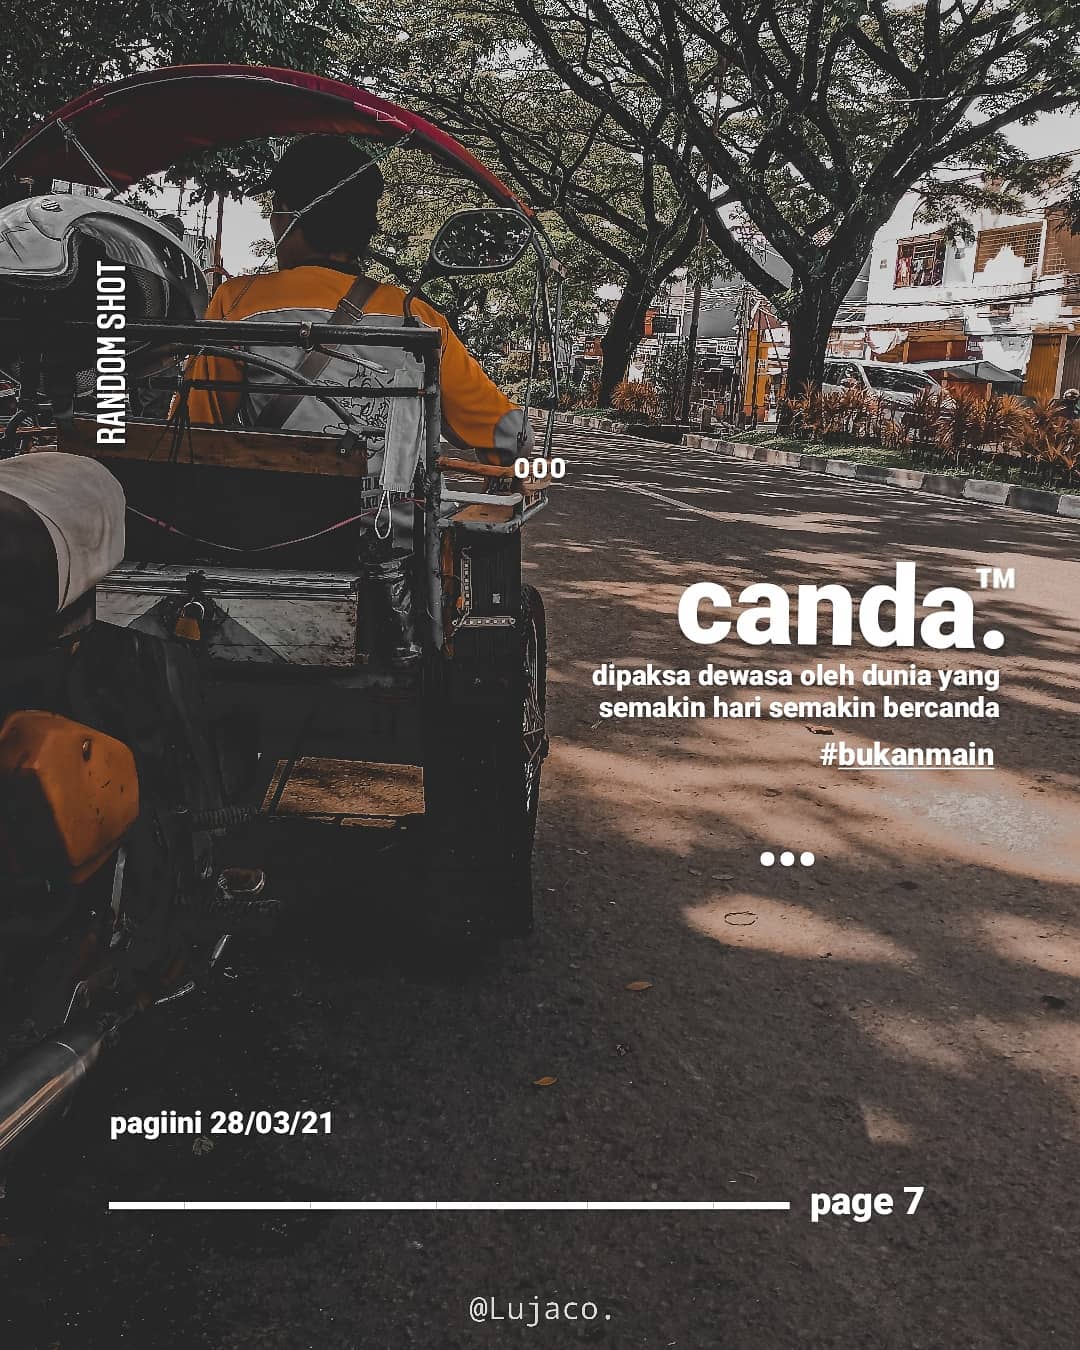 RANDOM SHOT
000
canda.™
dipaksa dewasa oleh dunia yang
semakin hari semakin bercanda
#bukanmain
•••
pagiini 28/03/21
page 7
@Lujaco.